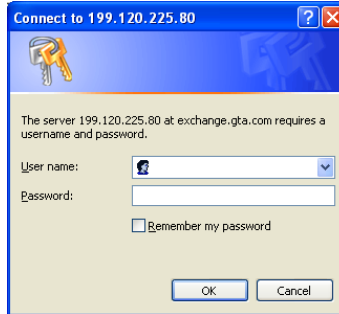 Connect to 199.120.225.80
The server 199.120.225.80 at exchange.gta.com requires a
username and password.
User name:
Password:
Remember my password
OK Cancel